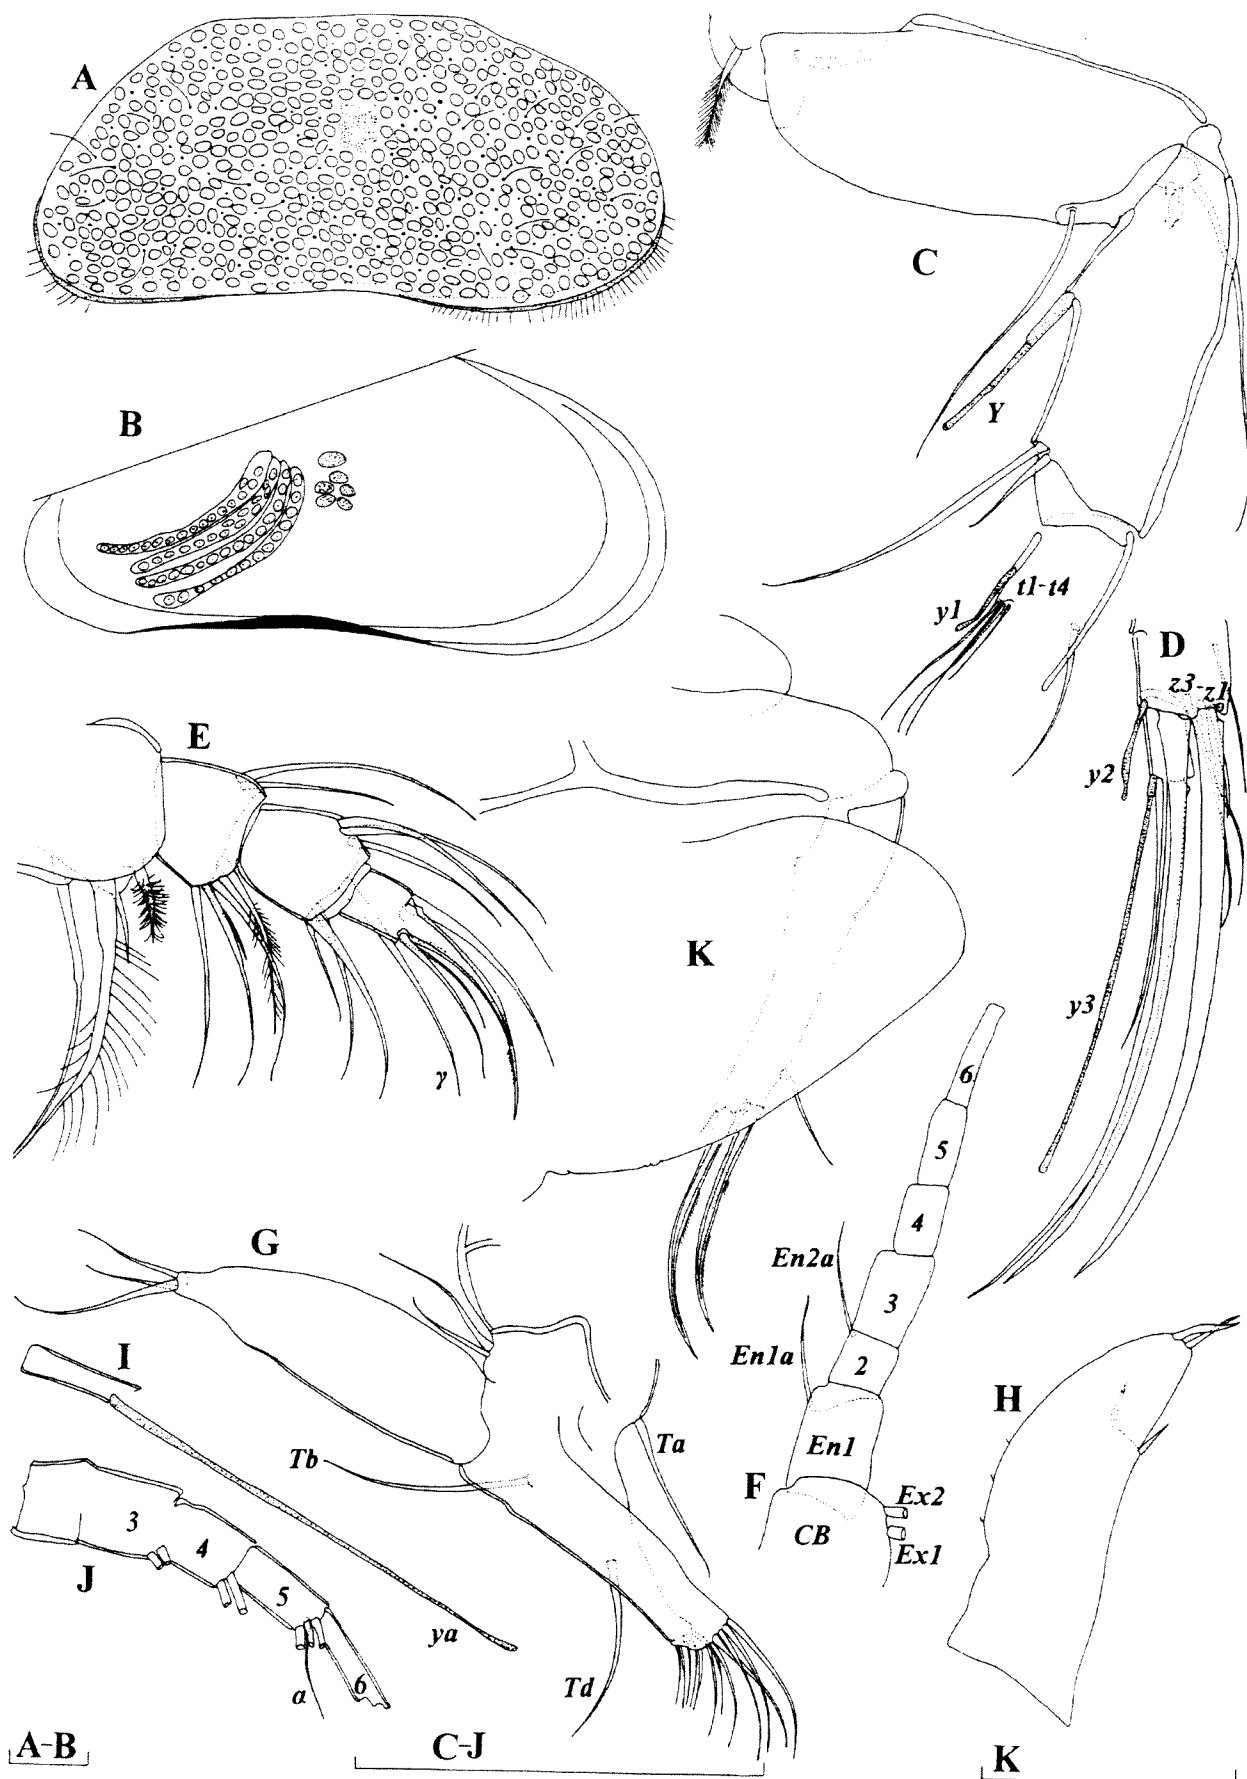 A
C
B
Y
t1-t4
y1
D
z3-z1
y2
E
K
y3
γ
6
5
4
En2a
G
3
En1a
I
2
H
Ta
En1
Tb
F
Ex2
CB
Ex1
3
4
J
5
ya
Td
6
α
A-B
C-J
K